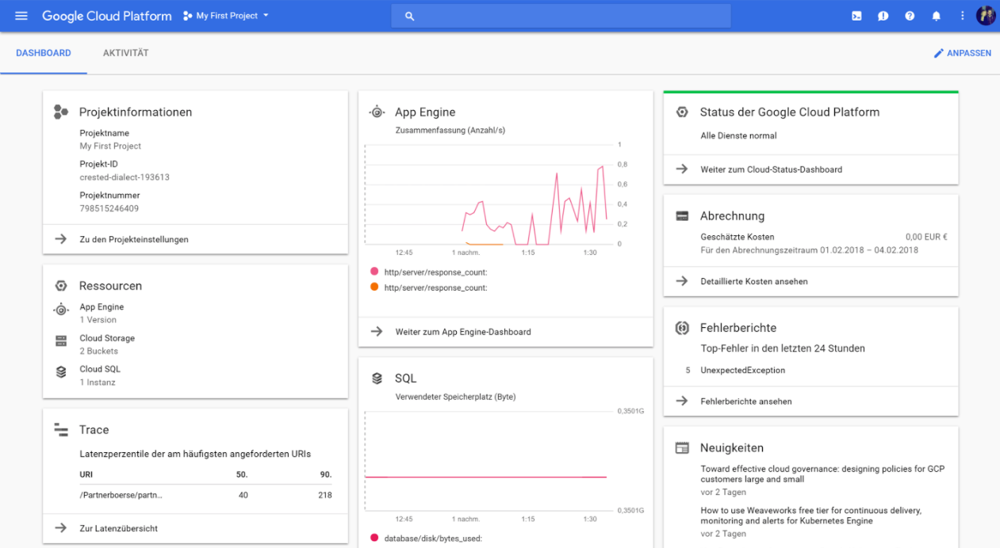 Google Cloud Platform
My First Project
DASHBOARD
AKTIVITÄT
ANPASSEN
Projektinformationen
Projektname
My First Project
Projekt-ID
crested-dialect-193613
Projektnummer
798515246409
Zu den Projekteinstellungen
Ressourcen
App Engine
1 Version
Cloud Storage
2 Buckets
Cloud SQL
1 Instanz
Trace
Latenzperzentile der am häufigsten angeforderten URIs
URI 50. 90.
/Partnerboerse/partn... 40 218
Zur Latenzübersicht
App Engine
Zusammenfassung (Anzahl/s)
1
0,8
0,6
0,4
0,2
0
12:45 1 nachm. 1:15 1:30
http/server/response_count:
http/server/response_count:
Weiter zum App Engine-Dashboard
SQL
Verwendeter Speicherplatz (Byte)
0,3501G
0,3501G
12:45 1 nachm. 1:15 1:30
database/disk/bytes_used:
Status der Google Cloud Platform
Alle Dienste normal
Weiter zum Cloud-Status-Dashboard
Abrechnung
Geschätzte Kosten 0,00 EUR €
Für den Abrechnungszeitraum 01.02.2018 – 04.02.2018
Detaillierte Kosten ansehen
Fehlerberichte
Top-Fehler in den letzten 24 Stunden
5 UnexpectedException
Fehlerberichte ansehen
Neuigkeiten
Toward effective cloud governance: designing policies for GCP
customers large and small
vor 2 Tagen
How to use Weaveworks free tier for continuous delivery,
monitoring and alerts for Kubernetes Engine
vor 2 Tagen